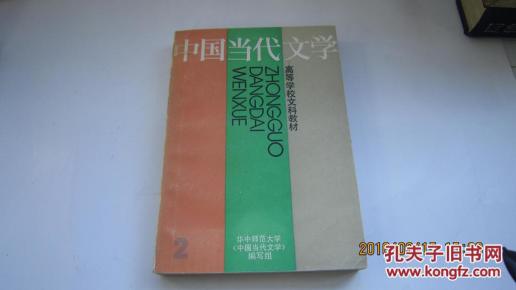 中国当代文学
ZHONGGUO
DANGDAI
WENXUE
高等学校文科教材
2
华中师范大学
《中国当代文学》
编写组
孔夫子旧书网
www.kongfz.com